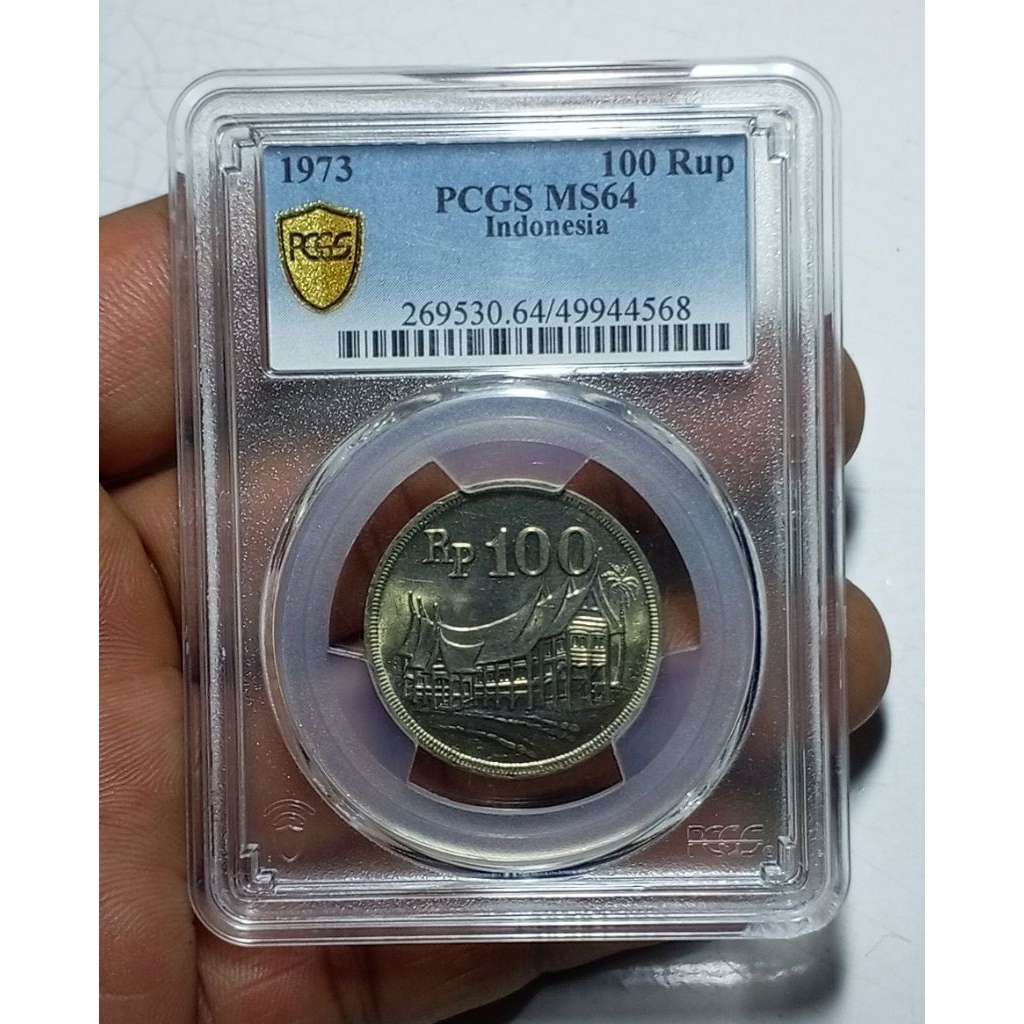 1973 100 Rup
PCGS MS64
Indonesia
PCGS
269530.64/49944568
RP 100
PCGS